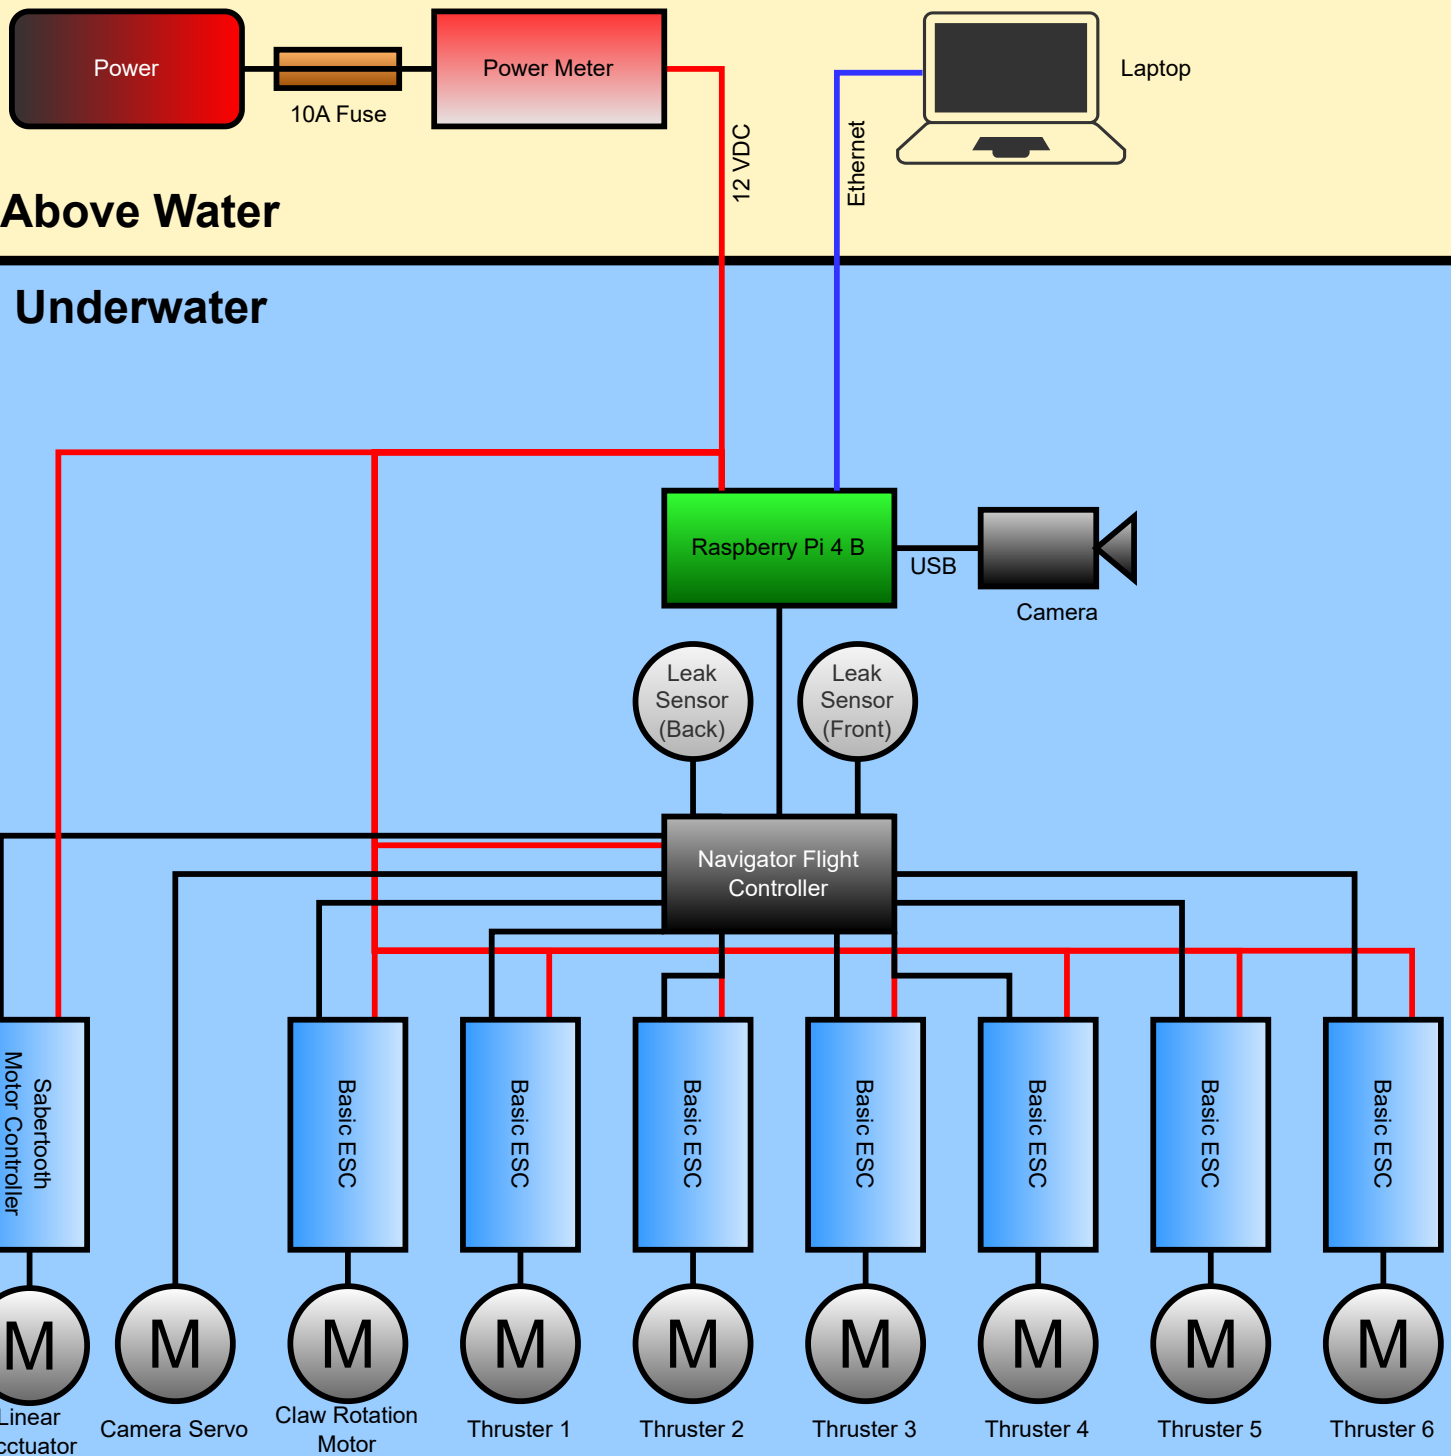 Power
10A Fuse
Power Meter
12 VDC
Ethernet
Laptop
Above Water
Underwater
Raspberry Pi 4 B
USB
Camera
Leak
Sensor
(Back)
Leak
Sensor
(Front)
Navigator Flight
Controller
Sabertooth
Motor Controller
Basic ESC
Basic ESC
Basic ESC
Basic ESC
Basic ESC
Basic ESC
Basic ESC
M
M
M
M
M
M
M
M
M
Linear
cctuator
Camera Servo
Claw Rotation
Motor
Thruster 1
Thruster 2
Thruster 3
Thruster 4
Thruster 5
Thruster 6